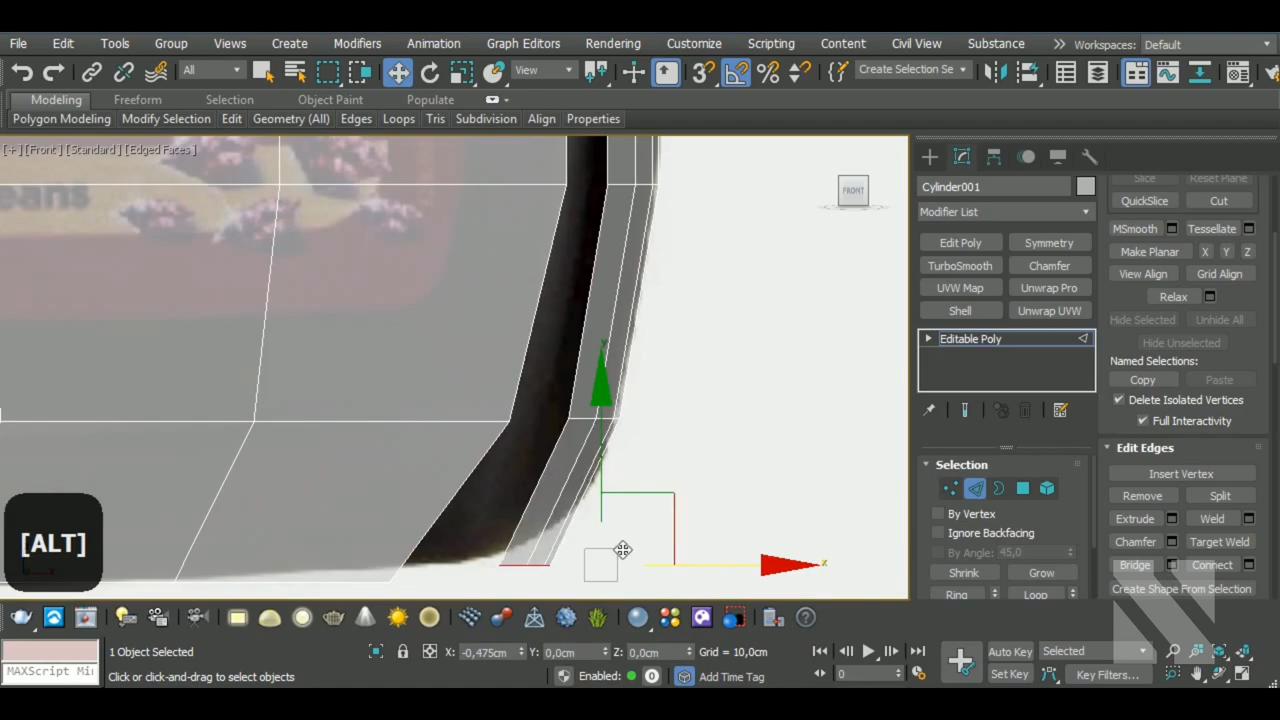 File Edit Tools Group Views Create Modifiers Animation Graph Editors Rendering Customize Scripting Content Civil View Substance Workspaces: Default
All View 3 Create Selection Se
Modeling Freeform Selection Object Paint Populate
Polygon Modeling Modify Selection Edit Geometry (All) Edges Loops Tris Subdivision Align Properties
[+] [Front] [Standard] [Edged Faces]
eans
FRONT
y
x
[ALT]
Cylinder001
Modifier List
Edit Poly Symmetry
TurboSmooth Chamfer
UVW Map Unwrap Pro
Shell Unwrap UVW
Editable Poly
Selection
By Vertex
Ignore Backfacing
By Angle: 45,0
Shrink Grow
Ring Loop
Slice Reset Plane
QuickSlice Cut
MSmooth Tessellate
Make Planar X Y Z
View Align Grid Align
Relax
Hide Selected Unhide All
Hide Unselected
Named Selections:
Copy Paste
Delete Isolated Vertices
Full Interactivity
Edit Edges
Insert Vertex
Remove Split
Extrude Weld
Chamfer Target Weld
Bridge Connect
Create Shape From Selection
1 Object Selected X: -0,475cm Y: 0,0cm Z: 0,0cm Grid = 10,0cm Auto Key Selected
MAXScript Mi Click or click-and-drag to select objects Enabled: 0 Add Time Tag 0 Set Key Key Filters...